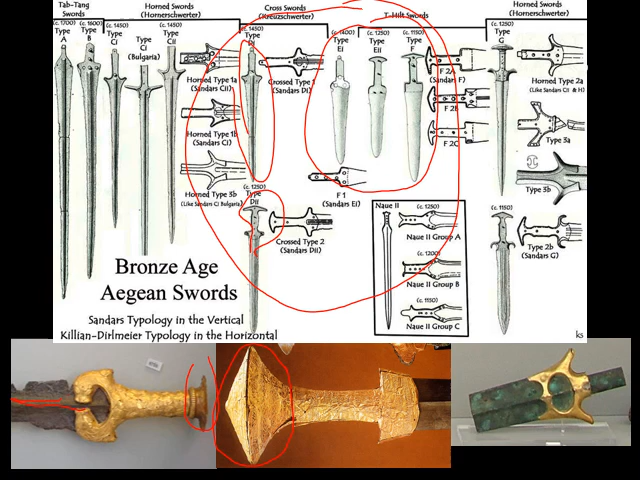 Tab-Tang
Swords
Horned Swords
(Hornerschwerter)
Cross Swords
(Kreuzschwerter)
T-Hilt Swords
Horned Swords
(Hornerschwerter)
(c. 1700)
Type
A
(c. 1600)
Type
B
(c. 1450)
Type
Ci
Type
Ci
(Bulgaria)
(c. 1450)
Type
Cii
Horned Type 1a
(Sandars Cii)
Horned Type 1b
(Sandars Ci)
Horned Type 3b
(Like Sandars Ci Bulgaria)
(c. 1450)
Type
Di
Crossed Type 1
(Sandars Di)
(c. 1250)
Type
Dii
Crossed Type 2
(Sandars Dii)
(c. 1400)
Type
Ei
(c. 1250)
Type
Eii
(c. 1150)
Type
F
F 2A
(Sandars F)
F 2B
F 2C
F 1
(Sandars Ei)
(c. 1250)
Type
G
Horned Type 2a
(Like Sandars Cii & H)
Type 3a
Type 3b
(c. 1150)
Type 2b
(Sandars G)
Naue II
(c. 1250)
Naue II Group A
(c. 1200)
Naue II Group B
(c. 1150)
Naue II Group C
Bronze Age
Aegean Swords
Sandars Typology in the Vertical
Killian-Dirlmeier Typology in the Horizontal
ks